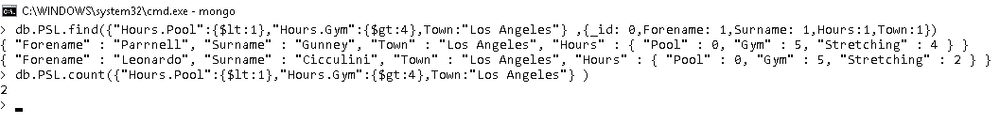 C:\WINDOWS\system32\cmd.exe - mongo
> db.PSL.find({"Hours.Pool":{$lt:1},"Hours.Gym":{$gt:4},Town:"Los Angeles"} ,{_id: 0,Forename: 1,Surname: 1,Hours:1,Town:1})
{ "Forename" : "Parrnell", "Surname" : "Gunney", "Town" : "Los Angeles", "Hours" : { "Pool" : 0, "Gym" : 5, "Stretching" : 4 } }
{ "Forename" : "Leonardo", "Surname" : "Cicculini", "Town" : "Los Angeles", "Hours" : { "Pool" : 0, "Gym" : 5, "Stretching" : 2 } }
> db.PSL.count({"Hours.Pool":{$lt:1},"Hours.Gym":{$gt:4},Town:"Los Angeles"} )
2
>